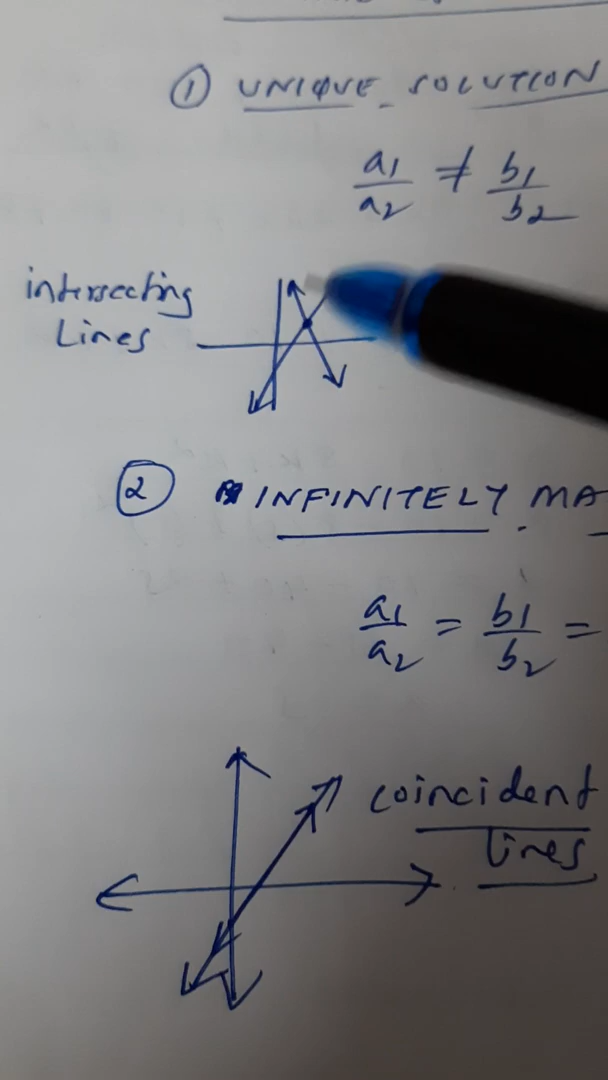 ① UNIQUE SOLUTION
a1/a2 ≠ b1/b2
intersecting
Lines
② INFINITELY MA
a1/a2 = b1/b2 =
coincident
lines